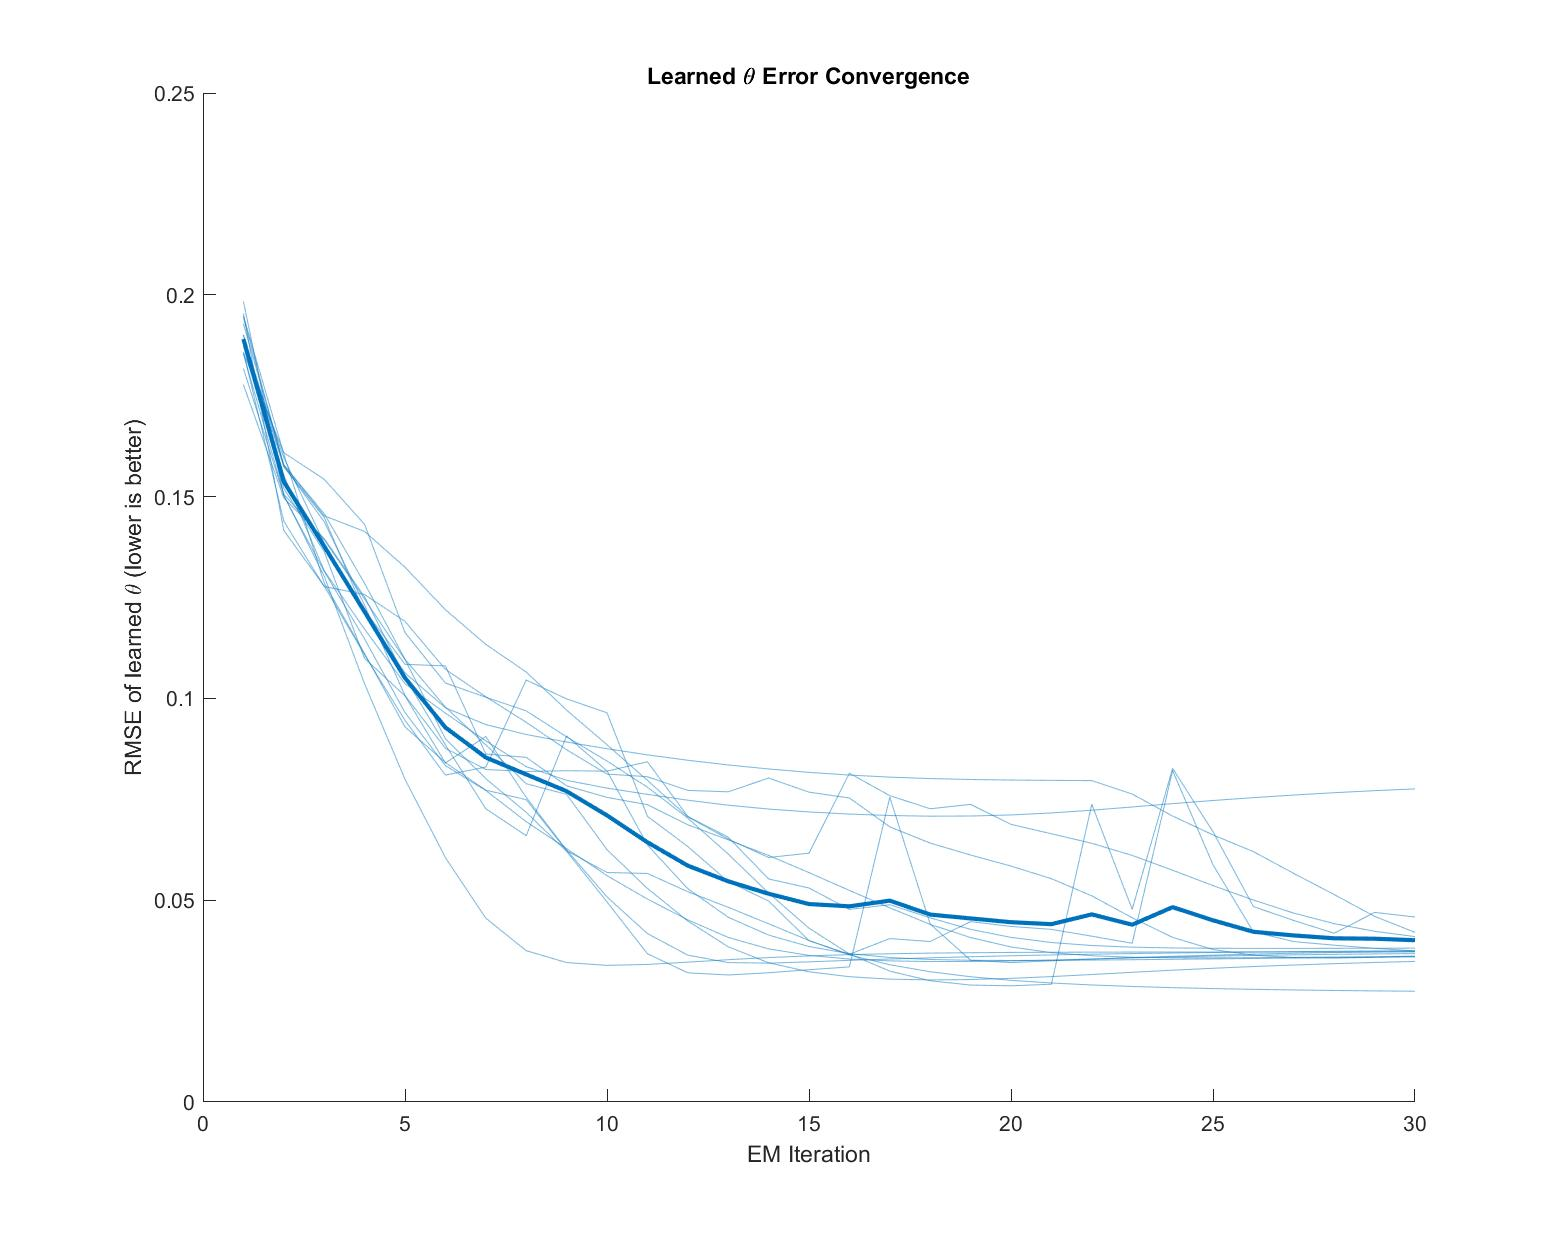 Learned θ Error Convergence
0.25
0.2
0.15
0.1
0.05
0
RMSE of learned θ (lower is better)
0 5 10 15 20 25 30
EM Iteration